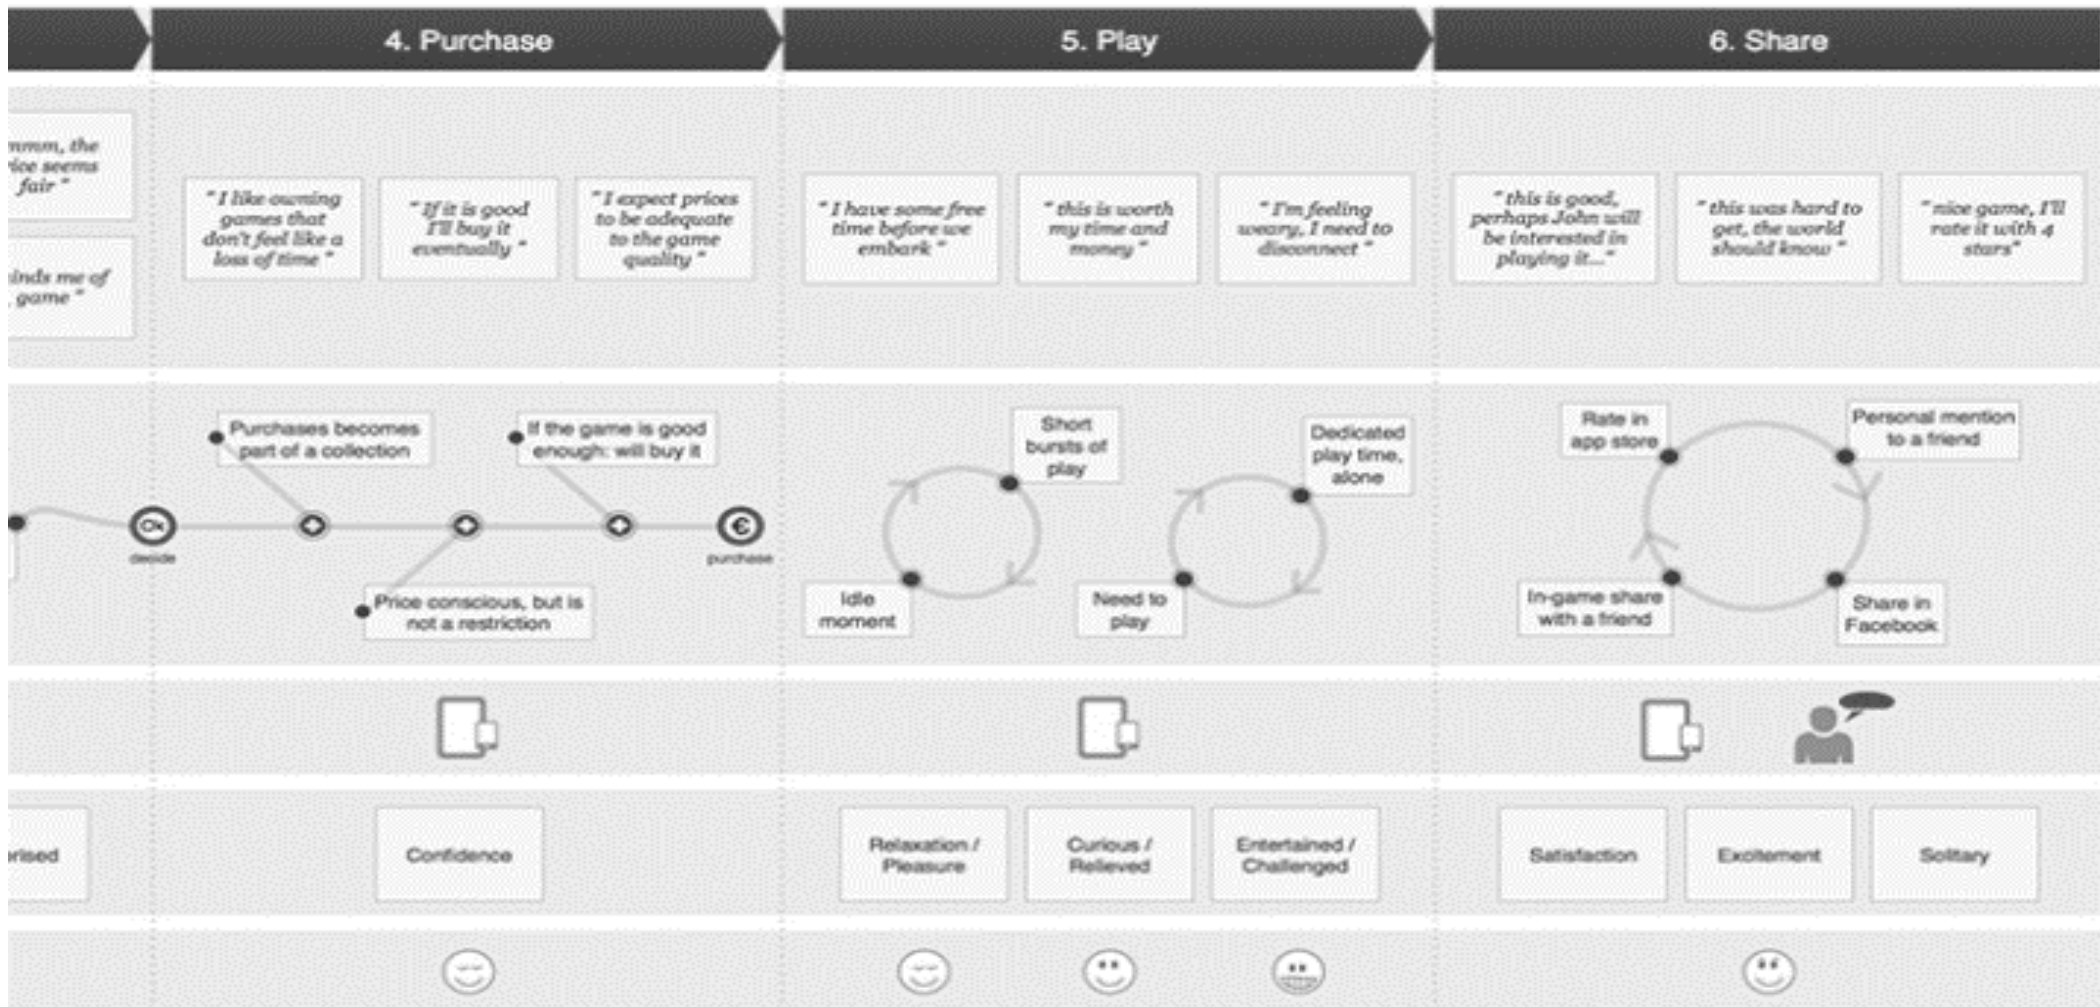 4. Purchase
5. Play
6. Share
mmm, the
ice seems
fair "
inds me of
game "
" I like owning
games that
don't feel like a
loss of time "
" If it is good
I'll buy it
eventually "
" I expect prices
to be adequate
to the game
quality "
" I have some free
time before we
embark "
" this is worth
my time and
money "
" I'm feeling
weary, I need to
disconnect "
" this is good,
perhaps John will
be interested in
playing it..."
" this was hard to
get, the world
should know "
" nice game, I'll
rate it with 4
stars"
Ok
decide
Purchases becomes
part of a collection
If the game is good
enough: will buy it
Price conscious, but is
not a restriction
€
purchase
Short
bursts of
play
Idle
moment
Dedicated
play time,
alone
Need to
play
Rate in
app store
Personal mention
to a friend
In-game share
with a friend
Share in
Facebook
rised
Confidence
Relaxation /
Pleasure
Curious /
Relieved
Entertained /
Challenged
Satisfaction
Excitement
Solitary